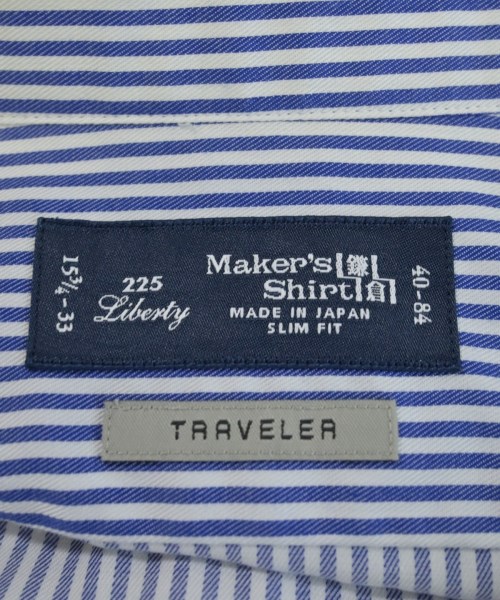 15¾-33
225
Liberty
Maker's
Shirt
鎌倉
MADE IN JAPAN
SLIM FIT
40-84
TRAVELER